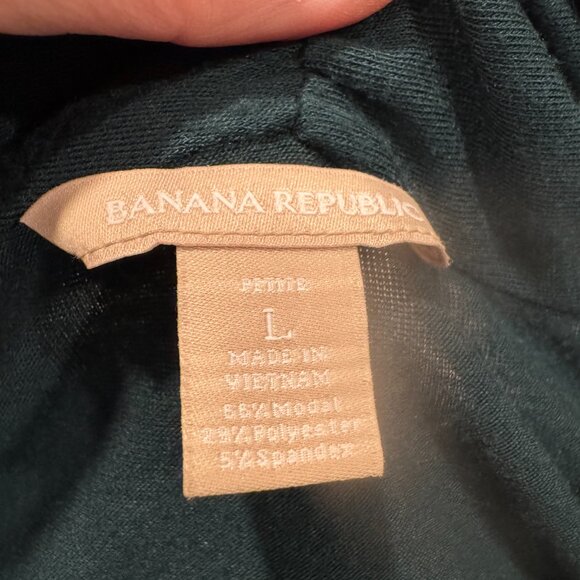 BANANA REPUBLIC
PETITE
L
MADE IN
VIETNAM
66% Modal
29% Polyester
5% Spandex